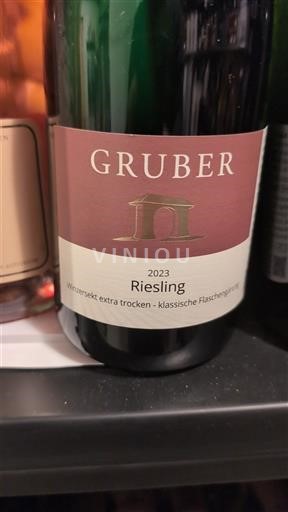 GRUBER
VINIOU
2023
Riesling
Winzersekt extra trocken - klassische Flaschengärung